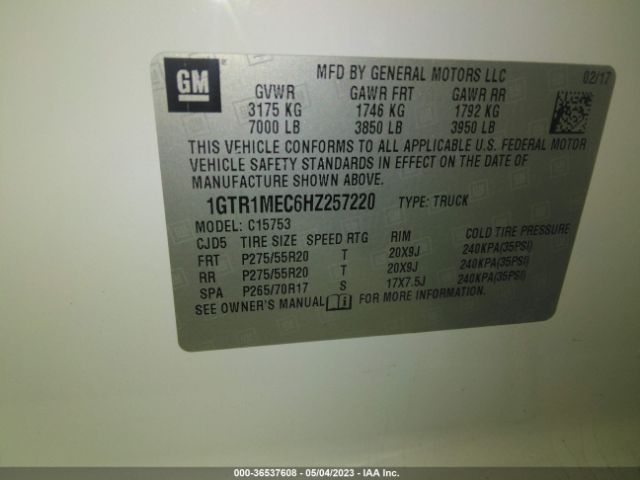 GM
MFD BY GENERAL MOTORS LLC 02/17
GVWR GAWR FRT GAWR RR
3175 KG 1746 KG 1792 KG
7000 LB 3850 LB 3950 LB
THIS VEHICLE CONFORMS TO ALL APPLICABLE U.S. FEDERAL MOTOR
VEHICLE SAFETY STANDARDS IN EFFECT ON THE DATE OF
MANUFACTURE SHOWN ABOVE.
1GTR1MEC6HZ257220 TYPE: TRUCK
MODEL: C15753
CJD5 TIRE SIZE SPEED RTG RIM COLD TIRE PRESSURE
FRT P275/55R20 T 20X9J 240KPA(35PSI)
RR P275/55R20 T 20X9J 240KPA(35PSI)
SPA P265/70R17 S 17X7.5J 240KPA(35PSI)
SEE OWNER'S MANUAL FOR MORE INFORMATION.
000-36537608 - 05/04/2023 - IAA Inc.